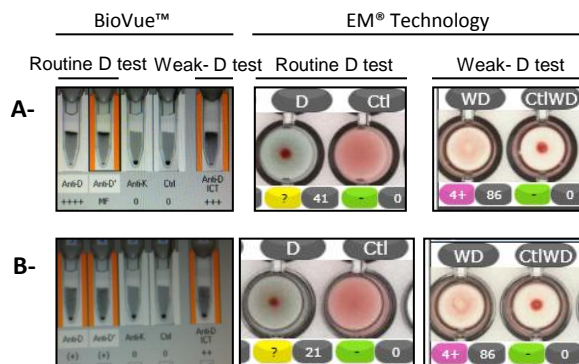 BioVue™ EM® Technology
Routine D test Weak- D test Routine D test Weak- D test
A-
D Ctl WD CtlWD
Anti-D Anti-D' Anti-K Ctrl Anti-D ICT
++++ MF 0 0 +++
? 41 - 0 4+ 86 - 0
B-
D Ctl WD CtlWD
Anti-D Anti-D' Anti-K Ctrl Anti-D ICT
(+) (+) 0 0 ++
? 21 - 0 4+ 86 - 0